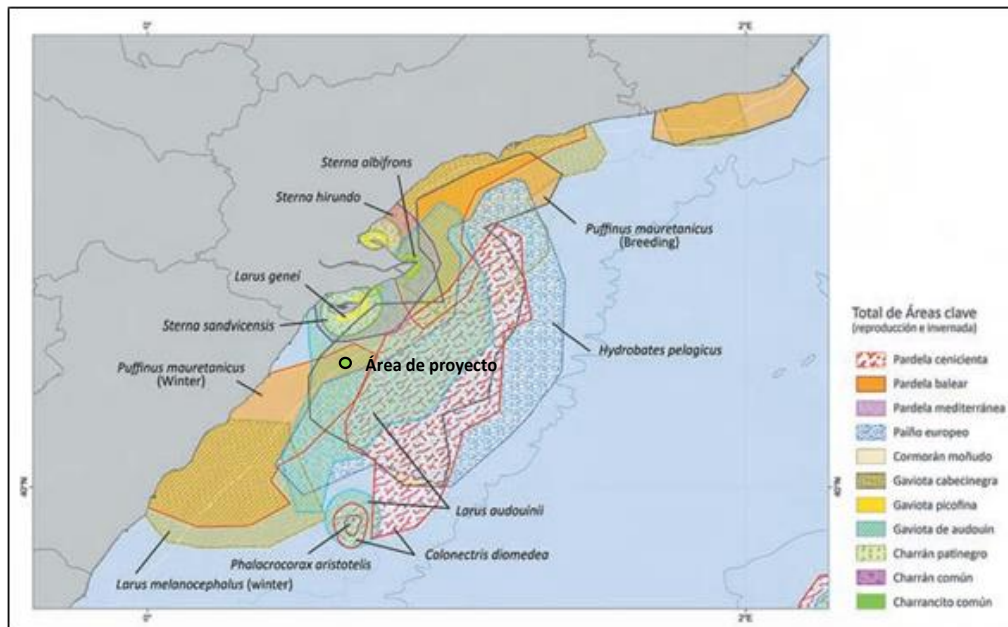 0°
2°E
Sterna albifrons
Sterna hirundo
Puffinus mauretanicus
(Breeding)
Larus genei
Sterna sandvicensis
Hydrobates pelagicus
Puffinus mauretanicus
(Winter)
Área de proyecto
40°N
40°N
Larus audouinii
Phalacrocorax aristotelis
Colonectris diomedea
Larus melanocephalus (winter)
0°
2°E
Total de Áreas clave
(reproducción e invernada)
Pardela cenicienta
Pardela balear
Pardela mediterránea
Paíño europeo
Cormorán moñudo
Gaviota cabecinegra
Gaviota picofina
Gaviota de audouin
Charrán patinegro
Charrán común
Charrancito común